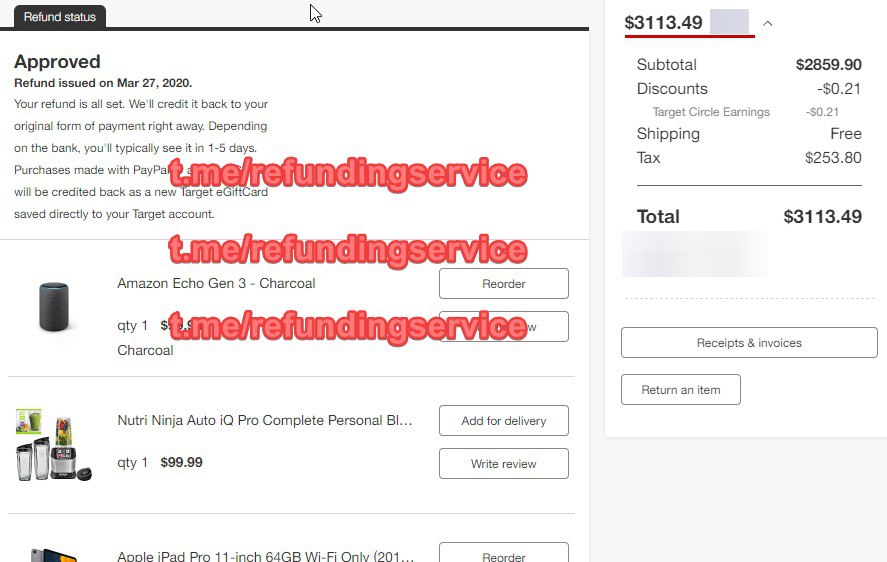 Refund status
Approved
Refund issued on Mar 27, 2020.
Your refund is all set. We'll credit it back to your
original form of payment right away. Depending
on the bank, you'll typically see it in 1-5 days.
Purchases made with PayPal
will be credited back as a new Target eGiftCard
saved directly to your Target account.
t.me/refundingservice
t.me/refundingservice
Amazon Echo Gen 3 - Charcoal
Reorder
qty 1
t.me/refundingservice
Charcoal
Nutri Ninja Auto iQ Pro Complete Personal Bl...
Add for delivery
qty 1 $99.99
Write review
Apple iPad Pro 11-inch 64GB Wi-Fi Only (201...
Reorder
$3113.49
Subtotal $2859.90
Discounts -$0.21
Target Circle Earnings -$0.21
Shipping Free
Tax $253.80
Total $3113.49
Receipts & invoices
Return an item